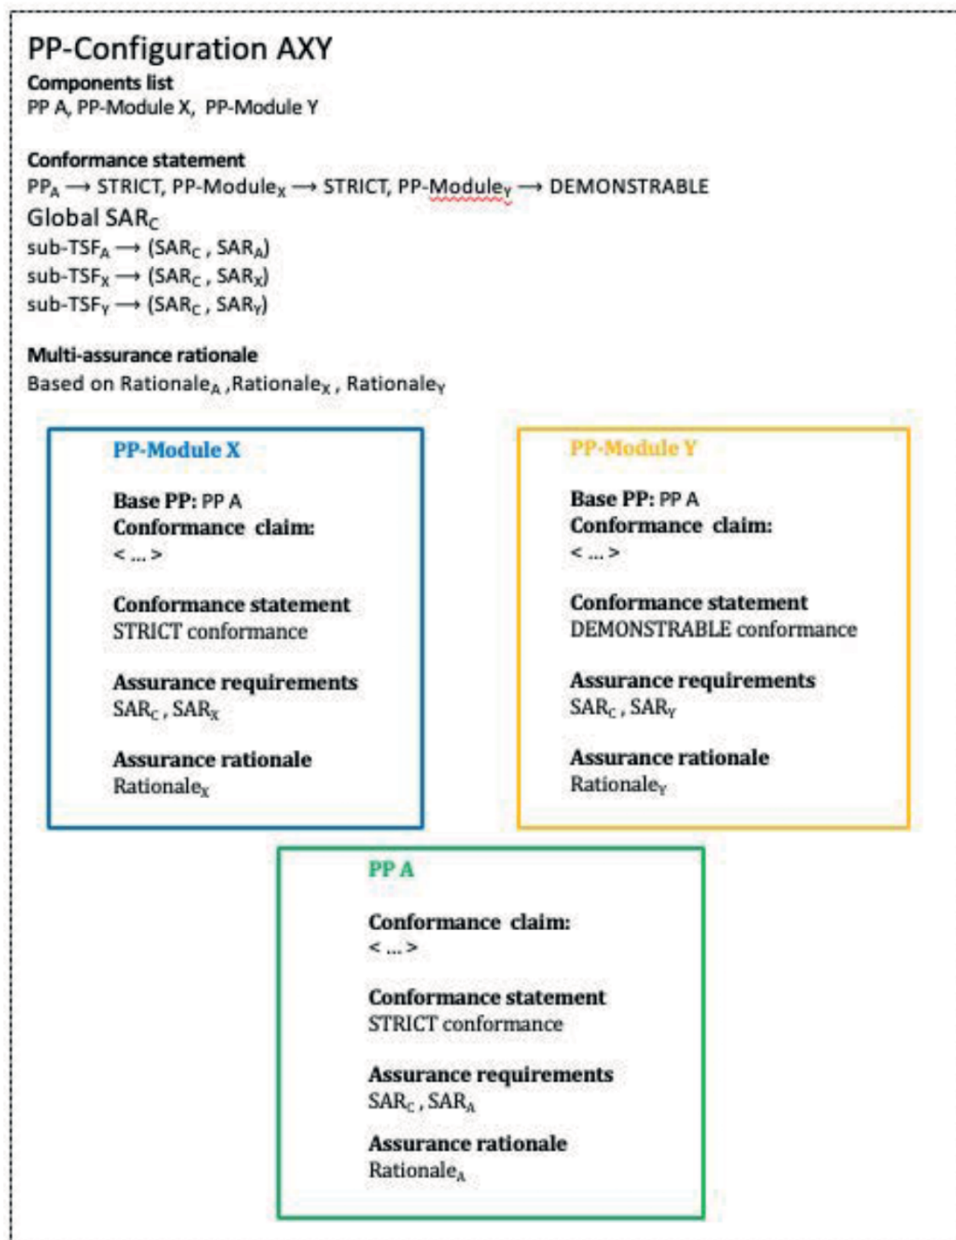 PP-Configuration AXY
Components list
PP A, PP-Module X, PP-Module Y
Conformance statement
PPA → STRICT, PP-ModuleX → STRICT, PP-ModuleY → DEMONSTRABLE
Global SARC
sub-TSFA → (SARC , SARA)
sub-TSFX → (SARC , SARX)
sub-TSFY → (SARC , SARY)
Multi-assurance rationale
Based on RationaleA ,RationaleX , RationaleY
PP-Module X
Base PP: PP A
Conformance claim:
< ... >
Conformance statement
STRICT conformance
Assurance requirements
SARC , SARX
Assurance rationale
RationaleX
PP-Module Y
Base PP: PP A
Conformance claim:
< ... >
Conformance statement
DEMONSTRABLE conformance
Assurance requirements
SARC , SARY
Assurance rationale
RationaleY
PP A
Conformance claim:
< ... >
Conformance statement
STRICT conformance
Assurance requirements
SARC , SARA
Assurance rationale
RationaleA